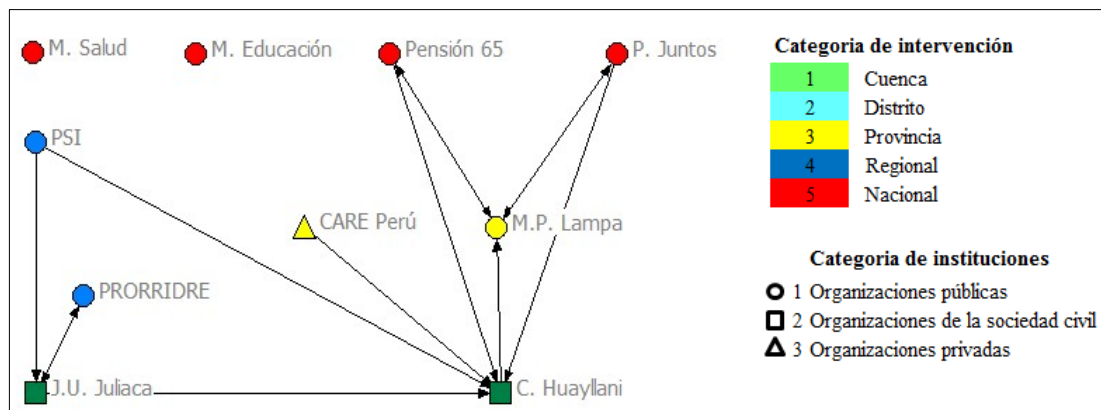 M. Salud
M. Educación
Pensión 65
P. Juntos
PSI
CARE Perú
M.P. Lampa
PRORRIDRE
J.U. Juliaca
C. Huayllani
Categoria de intervención
1 Cuenca
2 Distrito
3 Provincia
4 Regional
5 Nacional
Categoria de instituciones
1 Organizaciones públicas
2 Organizaciones de la sociedad civil
3 Organizaciones privadas